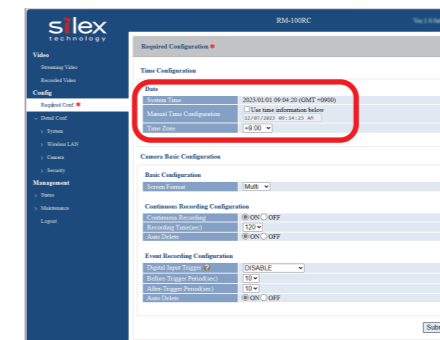 silex
technology
RM-100RC
Video
Streaming Video
Recorded Video
Config
Required Conf. *
Detail Conf.
> System
> Wireless LAN
> Camera
> Security
Management
> Status
> Maintenance
Logout
Required Configuration *
Time Configuration
Date
System Time 2023/01/01 09:04:20 (GMT +0900)
Manual Time Configuration Use time information below
12/07/2023 09:34:23 AM
Time Zone +9:00
Camera Basic Configuration
Basic Configuration
Screen Format Multi
Continuous Recording Configuration
Continuous Recording ON OFF
Recording Time(sec) 120
Auto Delete ON OFF
Event Recording Configuration
Digital Input Trigger ? DISABLE
Before-Trigger Period(sec) 10
After-Trigger Period(sec) 10
Auto Delete ON OFF